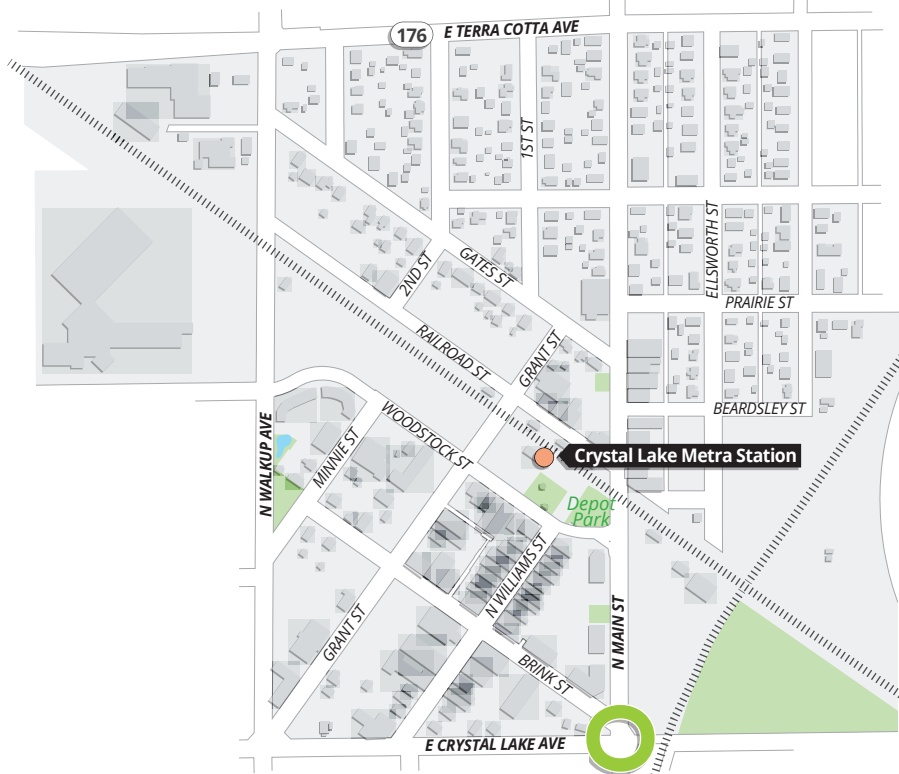 176
E TERRA COTTA AVE
1ST ST
ELLSWORTH ST
GATES ST
2ND ST
PRAIRIE ST
RAILROAD ST
GRANT ST
BEARDSLEY ST
WOODSTOCK ST
N WALKUP AVE
MINNIE ST
Crystal Lake Metra Station
Depot
Park
N WILLIAMS ST
GRANT ST
N MAIN ST
BRINK ST
E CRYSTAL LAKE AVE